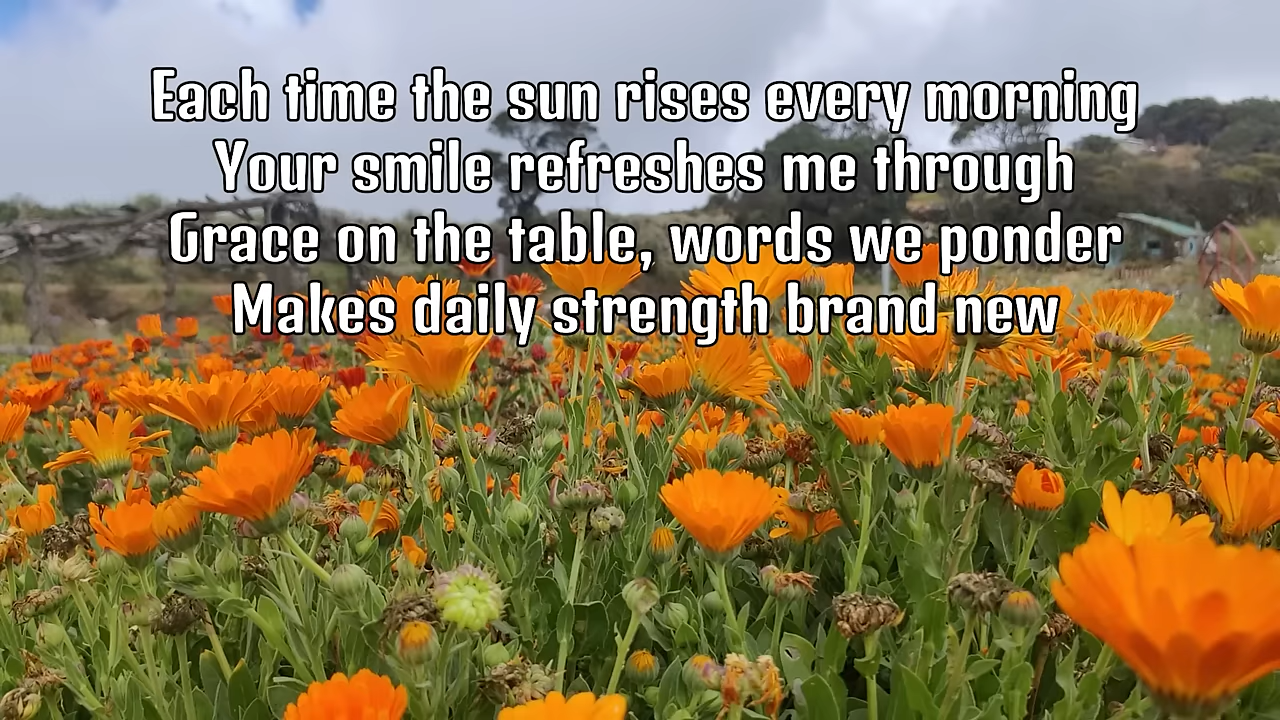 Each time the sun rises every morning
Your smile refreshes me through
Grace on the table, words we ponder
Makes daily strength brand new